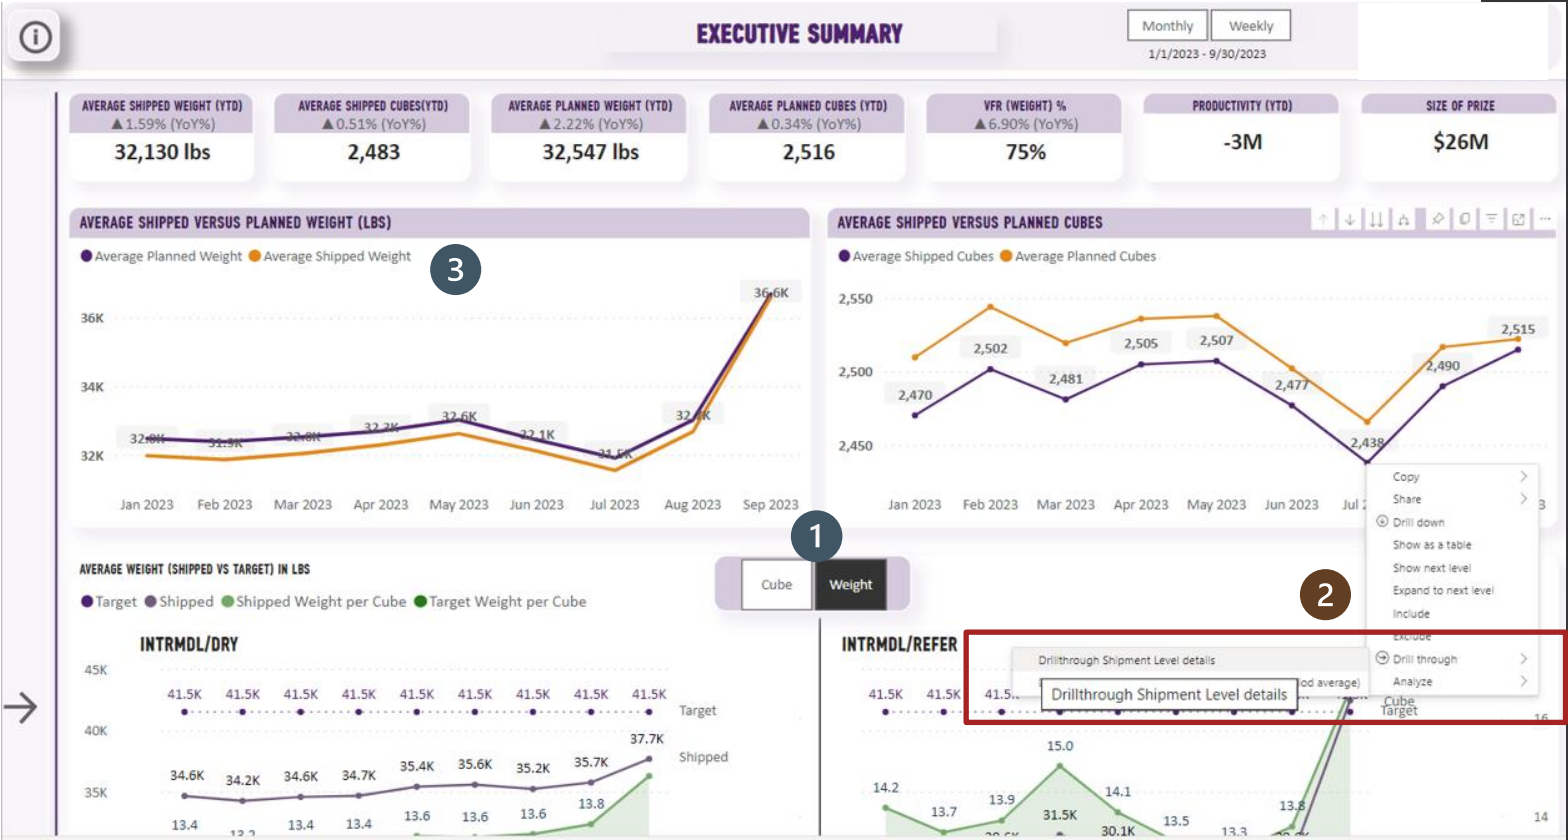 EXECUTIVE SUMMARY
Monthly Weekly
1/1/2023 - 9/30/2023
AVERAGE SHIPPED WEIGHT (YTD)
▲1.59% (YoY%)
32,130 lbs
AVERAGE SHIPPED CUBES(YTD)
▲0.51% (YoY%)
2,483
AVERAGE PLANNED WEIGHT (YTD)
▲2.22% (YoY%)
32,547 lbs
AVERAGE PLANNED CUBES (YTD)
▲0.34% (YoY%)
2,516
VFR (WEIGHT) %
▲6.90% (YoY%)
75%
PRODUCTIVITY (YTD)
-3M
SIZE OF PRIZE
$26M
AVERAGE SHIPPED VERSUS PLANNED WEIGHT (LBS)
Average Planned Weight Average Shipped Weight
3
36.6K
36K
34K
32.6K
32.3K
32.1K
31.5K
32K
Jan 2023 Feb 2023 Mar 2023 Apr 2023 May 2023 Jun 2023 Jul 2023 Aug 2023 Sep 2023
AVERAGE SHIPPED VERSUS PLANNED CUBES
Average Shipped Cubes Average Planned Cubes
2,550
2,515
2,502 2,505 2,507
2,500
2,490
2,481
2,477
2,470
2,450
2,438
Jan 2023 Feb 2023 Mar 2023 Apr 2023 May 2023 Jun 2023 Jul
Copy
Share
Drill down
Show as a table
Show next level
Expand to next level
Include
Exclude
Drill through
Analyze
1
Cube Weight
2
AVERAGE WEIGHT (SHIPPED VS TARGET) IN LBS
Target Shipped Shipped Weight per Cube Target Weight per Cube
INTRMDL/DRY
45K
41.5K 41.5K 41.5K 41.5K 41.5K 41.5K 41.5K 41.5K 41.5K
Target
40K
37.7K
Shipped
34.6K 34.2K 34.6K 34.7K 35.4K 35.6K 35.2K 35.7K
35K
13.4 13.2 13.4 13.4 13.6 13.6 13.6 13.8
INTRMDL/REFER
Drillthrough Shipment Level details
average)
Drillthrough Shipment Level details
41.5K 41.5K
Cube
Target
16
15.0
14.2 13.7 13.9 14.1 13.5 13.3 13.8
31.5K
30.1K
14